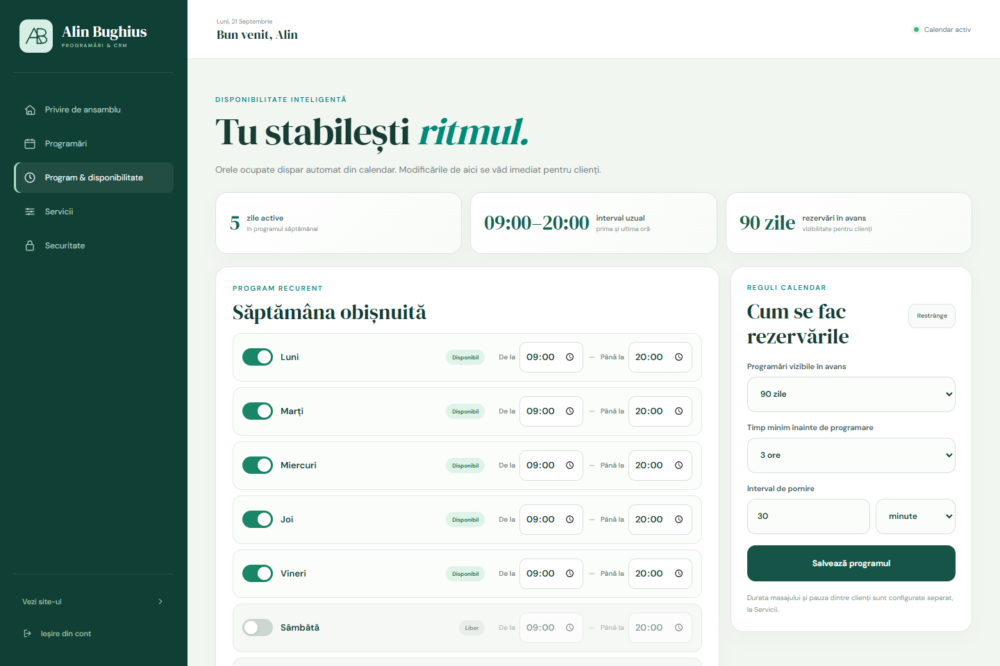 AB
Alin Bughius
PROGRAMĂRI & CRM
Privire de ansamblu
Programări
Program & disponibilitate
Servicii
Securitate
Vezi site-ul
Ieșire din cont
Luni, 21 Septembrie
Bun venit, Alin
Calendar activ
DISPONIBILITATE INTELIGENTĂ
Tu stabilești ritmul.
Orele ocupate dispar automat din calendar. Modificările de aici se văd imediat pentru clienți.
5 zile active
în programul săptămânal
09:00–20:00 interval uzual
prima și ultima oră
90 zile rezervări în avans
vizibilitate pentru clienți
PROGRAM RECURENT
Săptămâna obișnuită
Luni Disponibil De la 09:00 — Până la 20:00
Marți Disponibil De la 09:00 — Până la 20:00
Miercuri Disponibil De la 09:00 — Până la 20:00
Joi Disponibil De la 09:00 — Până la 20:00
Vineri Disponibil De la 09:00 — Până la 20:00
Sâmbătă Liber De la 09:00 — Până la 20:00
REGULI CALENDAR
Cum se fac
rezervările
Restrânge
Programări vizibile în avans
90 zile
Timp minim înainte de programare
3 ore
Interval de pornire
30 minute
Salvează programul
Durata masajului și pauza dintre clienți sunt configurate separat,
la Servicii.